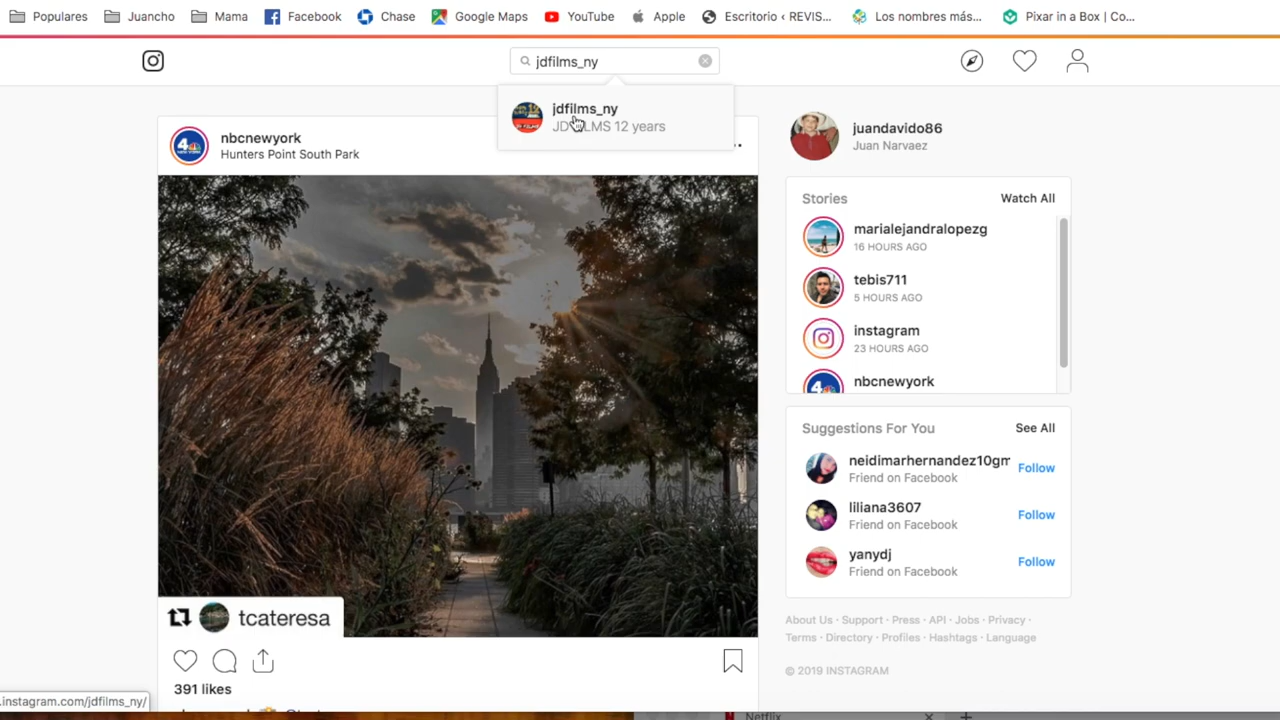 Populares Juancho Mama Facebook Chase Google Maps YouTube Apple Escritorio ‹ REVIS... Los nombres más... Pixar in a Box | Co...
jdfilms_ny
jdfilms_ny
12 years
nbcnewyork
Hunters Point South Park
juandavido86
Juan Narvaez
Stories Watch All
marialejandralopezg
16 HOURS AGO
tebis711
5 HOURS AGO
instagram
23 HOURS AGO
nbcnewyork
Suggestions For You See All
neidimarhernandez10gm Follow
Friend on Facebook
liliana3607 Follow
Friend on Facebook
yanydj Follow
Friend on Facebook
About Us · Support · Press · API · Jobs · Privacy ·
Terms · Directory · Profiles · Hashtags · Language
© 2019 INSTAGRAM
tcateresa
391 likes
.instagram.com/jdfilms_ny/
Netflix